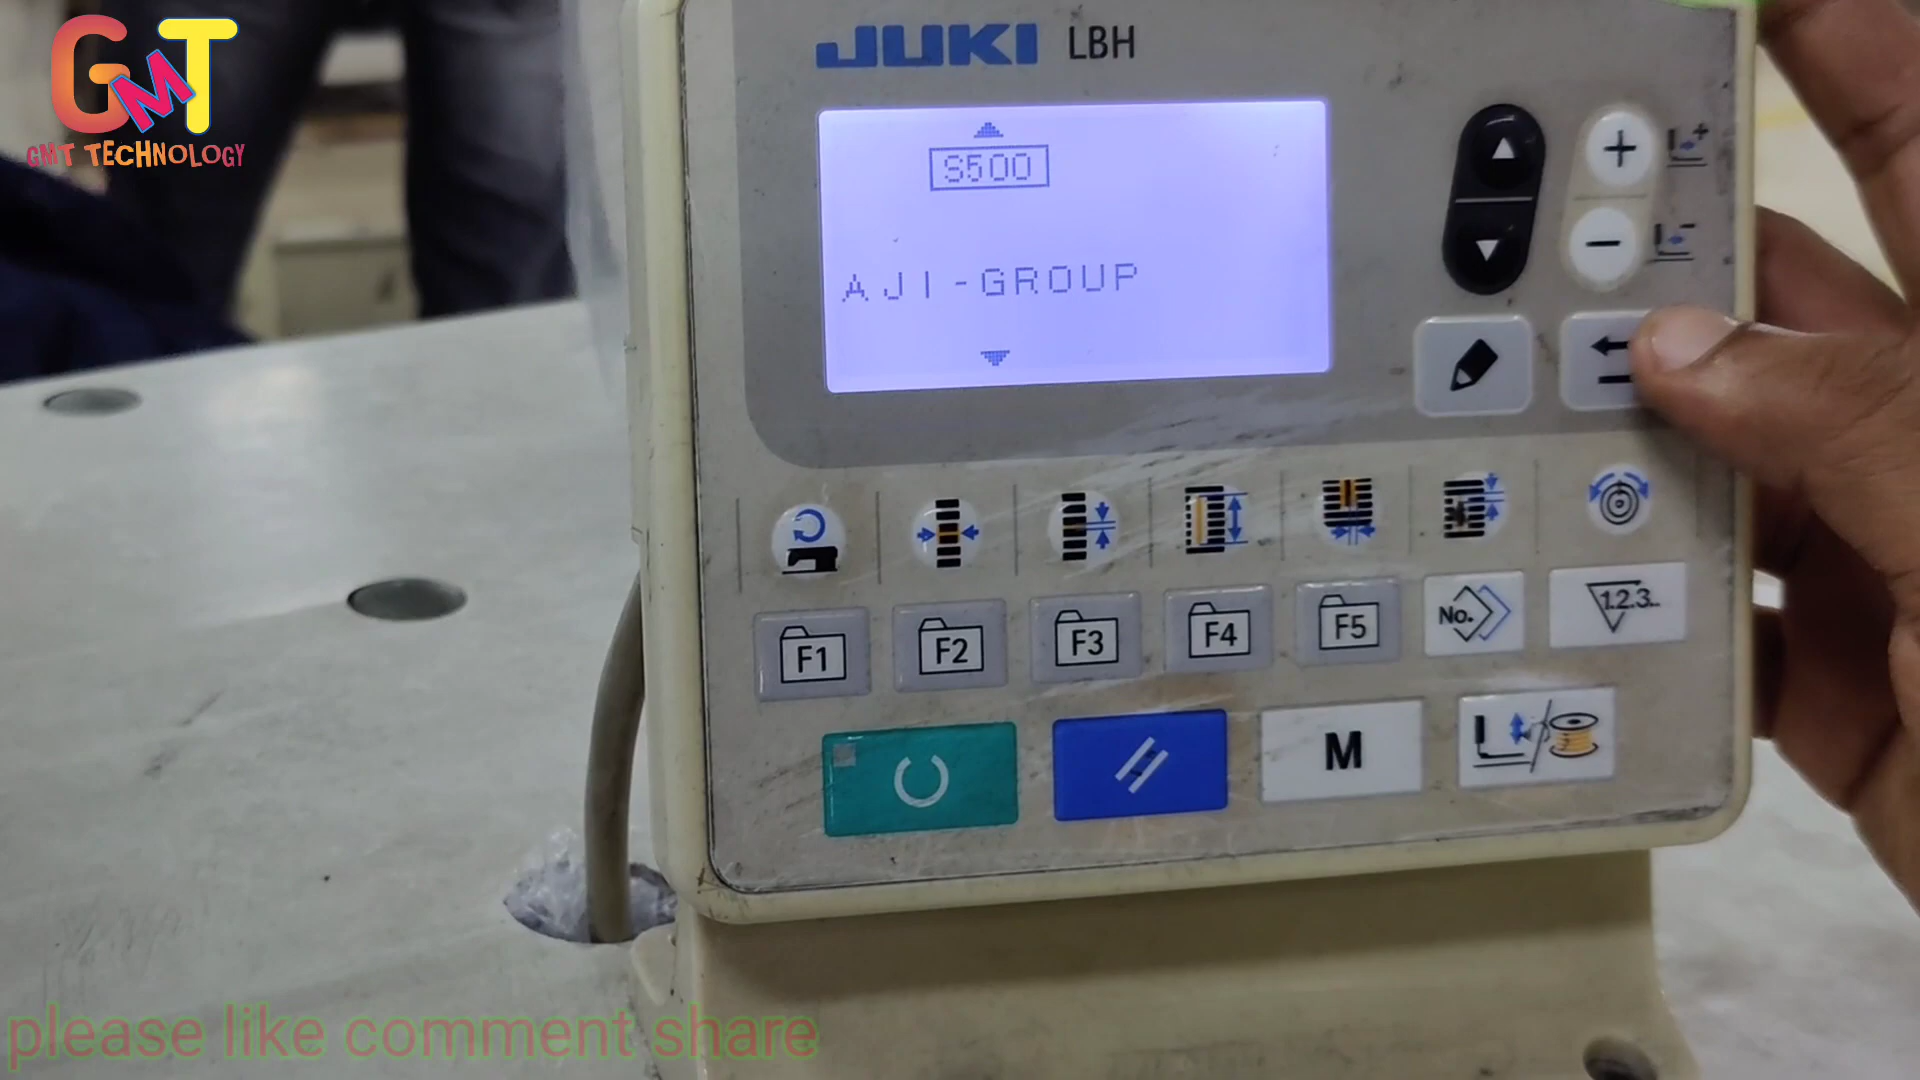 GMT
GMT TECHNOLOGY
JUKI LBH
S500
AJI-GROUP
F1 F2 F3 F4 F5 No. 1.2.3..
M
please like comment share